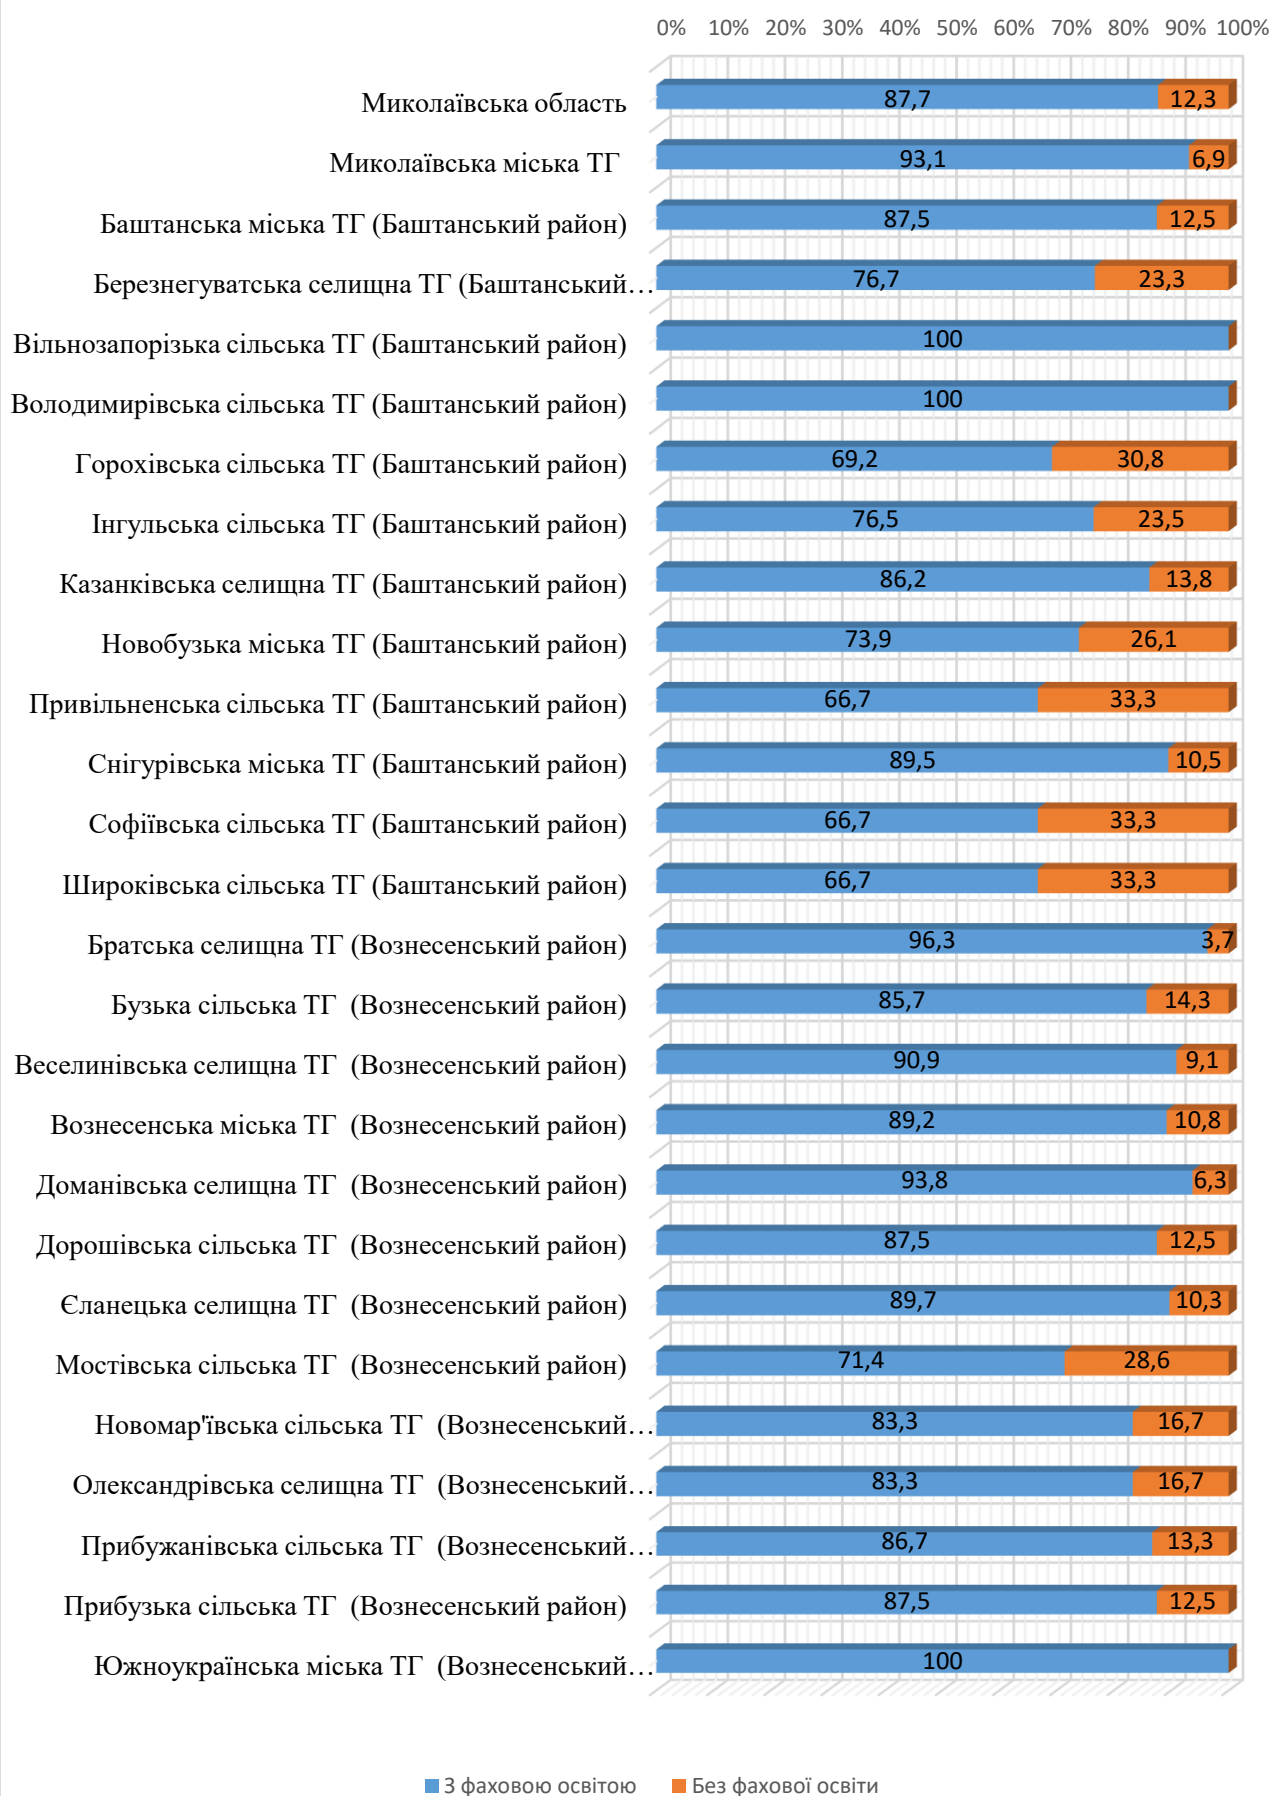 0% 10% 20% 30% 40% 50% 60% 70% 80% 90% 100%
Миколаївська область 87,7 12,3
Миколаївська міська ТГ 93,1 6,9
Баштанська міська ТГ (Баштанський район) 87,5 12,5
Березнегуватська селищна ТГ (Баштанський… 76,7 23,3
Вільнозапорізька сільська ТГ (Баштанський район) 100
Володимирівська сільська ТГ (Баштанський район) 100
Горохівська сільська ТГ (Баштанський район) 69,2 30,8
Інгульська сільська ТГ (Баштанський район) 76,5 23,5
Казанківська селищна ТГ (Баштанський район) 86,2 13,8
Новобузька міська ТГ (Баштанський район) 73,9 26,1
Привільненська сільська ТГ (Баштанський район) 66,7 33,3
Снігурівська міська ТГ (Баштанський район) 89,5 10,5
Софіївська сільська ТГ (Баштанський район) 66,7 33,3
Широківська сільська ТГ (Баштанський район) 66,7 33,3
Братська селищна ТГ (Вознесенський район) 96,3 3,7
Бузька сільська ТГ (Вознесенський район) 85,7 14,3
Веселинівська селищна ТГ (Вознесенський район) 90,9 9,1
Вознесенська міська ТГ (Вознесенський район) 89,2 10,8
Доманівська селищна ТГ (Вознесенський район) 93,8 6,3
Дорошівська сільська ТГ (Вознесенський район) 87,5 12,5
Єланецька селищна ТГ (Вознесенський район) 89,7 10,3
Мостівська сільська ТГ (Вознесенський район) 71,4 28,6
Новомар'ївська сільська ТГ (Вознесенський… 83,3 16,7
Олександрівська селищна ТГ (Вознесенський… 83,3 16,7
Прибужанівська сільська ТГ (Вознесенський… 86,7 13,3
Прибузька сільська ТГ (Вознесенський район) 87,5 12,5
Южноукраїнська міська ТГ (Вознесенський… 100
З фаховою освітою Без фахової освіти